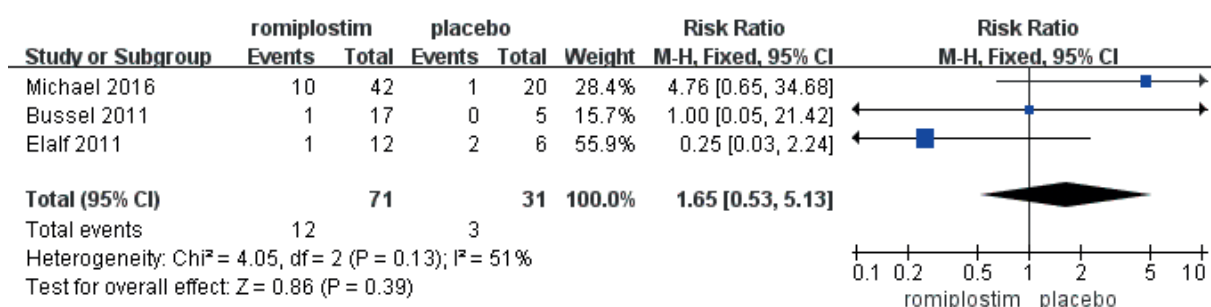 romiplostim placebo Risk Ratio Risk Ratio
Study or Subgroup Events Total Events Total Weight M-H, Fixed, 95% CI M-H, Fixed, 95% CI
Michael 2016 10 42 1 20 28.4% 4.76 [0.65, 34.68]
Bussel 2011 1 17 0 5 15.7% 1.00 [0.05, 21.42]
Elalf 2011 1 12 2 6 55.9% 0.25 [0.03, 2.24]
Total (95% CI) 71 31 100.0% 1.65 [0.53, 5.13]
Total events 12 3
Heterogeneity: Chi² = 4.05, df = 2 (P = 0.13); I² = 51%
Test for overall effect: Z = 0.86 (P = 0.39)
0.1 0.2 0.5 1 2 5 10
romiplostim placebo